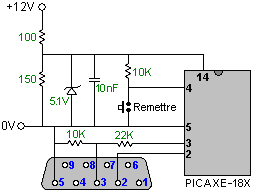 +12V
100
150
5.1V
10nF
10K
Remettre
14
4
0V
5
10K
22K
3
2
9 8 7 6
5 4 3 2 1
PICAXE-18X